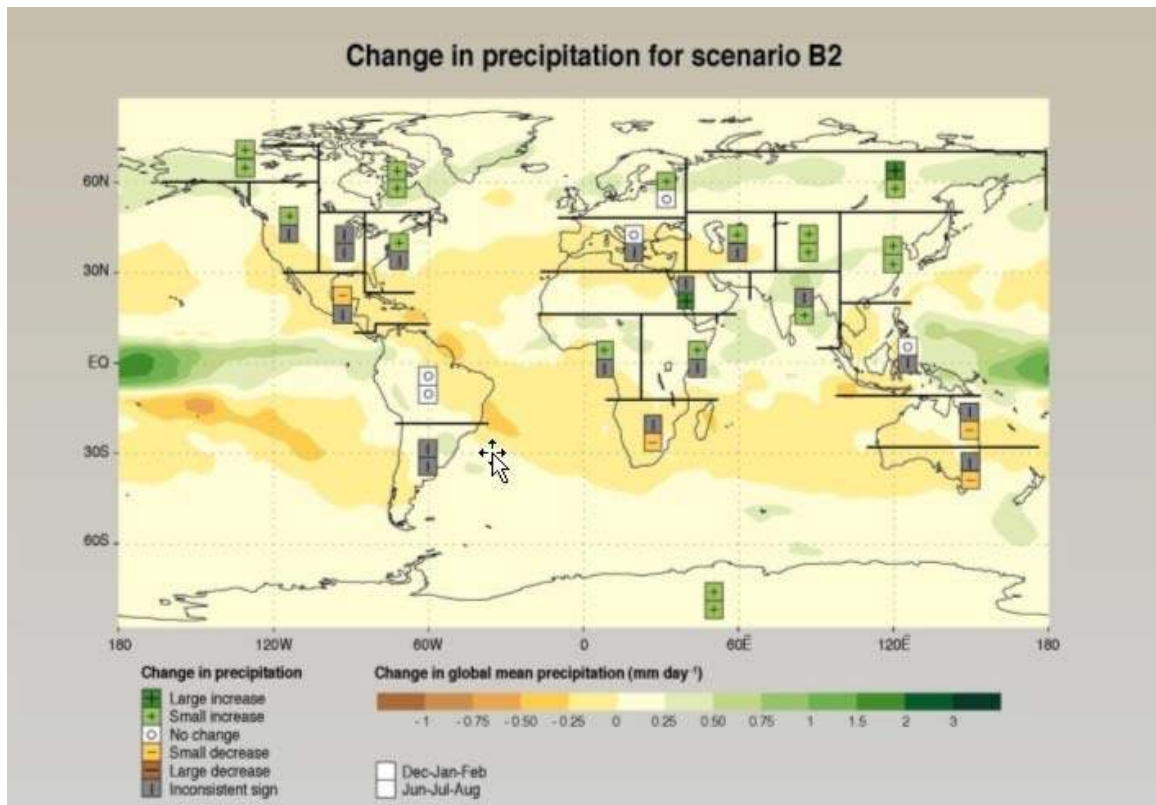 Change in precipitation for scenario B2
60N
30N
EQ
30S
60S
180 120W 60W 0 60E 120E 180
Change in precipitation
Large increase
Small increase
No change
Small decrease
Large decrease
Inconsistent sign
Change in global mean precipitation (mm day⁻¹)
-1 -0.75 -0.50 -0.25 0 0.25 0.50 0.75 1 1.5 2 3
Dec-Jan-Feb
Jun-Jul-Aug